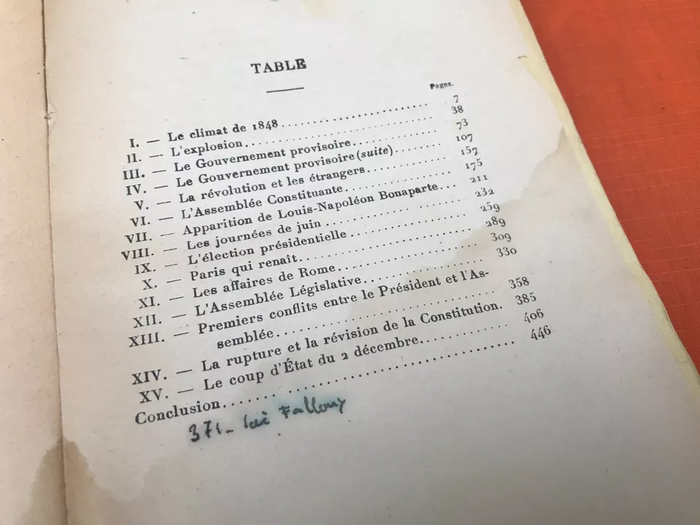 TABLE
Pages.
I. — Le climat de 1848 ........ 7
II. — L'explosion ........ 38
III. — Le Gouvernement provisoire ........ 73
IV. — Le Gouvernement provisoire (suite) ........ 107
V. — La révolution et les étrangers ........ 157
VI. — L'Assemblée Constituante ........ 175
VII. — Apparition de Louis-Napoléon Bonaparte ... 211
VIII. — Les journées de juin ........ 232
IX. — L'élection présidentielle ........ 259
X. — Paris qui renaît ........ 289
XI. — Les affaires de Rome ........ 309
XII. — L'Assemblée Législative ........ 330
XIII. — Premiers conflits entre le Président et l'As-
semblée ........ 358
XIV. — La rupture et la révision de la Constitution. 385
XV. — Le coup d'État du 2 décembre ........ 406
Conclusion ........ 446
371_ loi Falloux